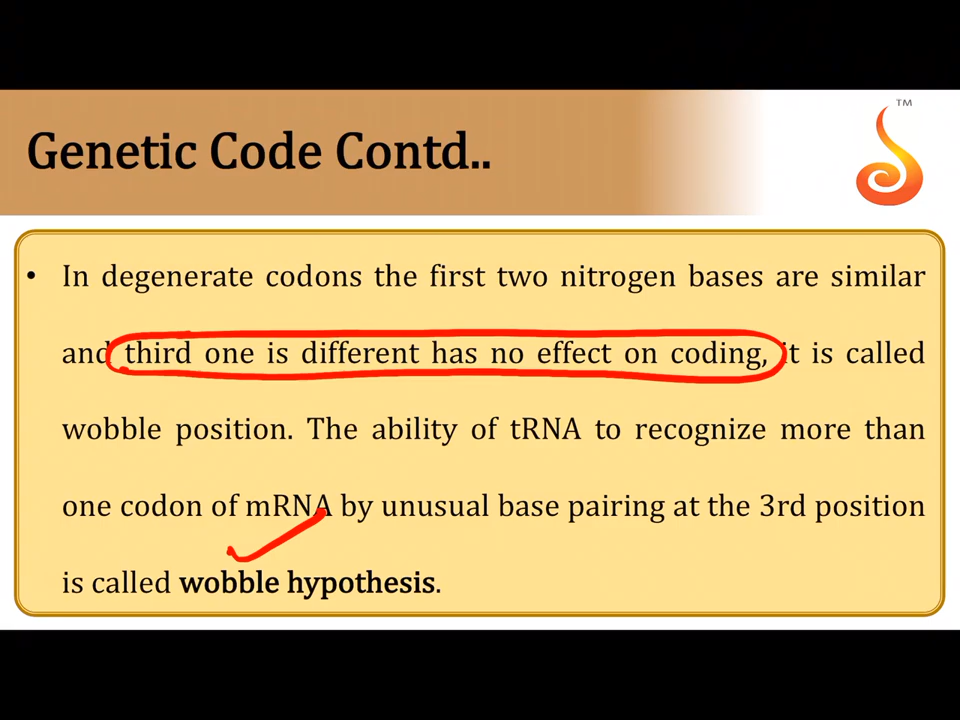 Genetic Code Contd..
TM
• In degenerate codons the first two nitrogen bases are similar
and third one is different has no effect on coding, it is called
wobble position. The ability of tRNA to recognize more than
one codon of mRNA by unusual base pairing at the 3rd position
is called wobble hypothesis.